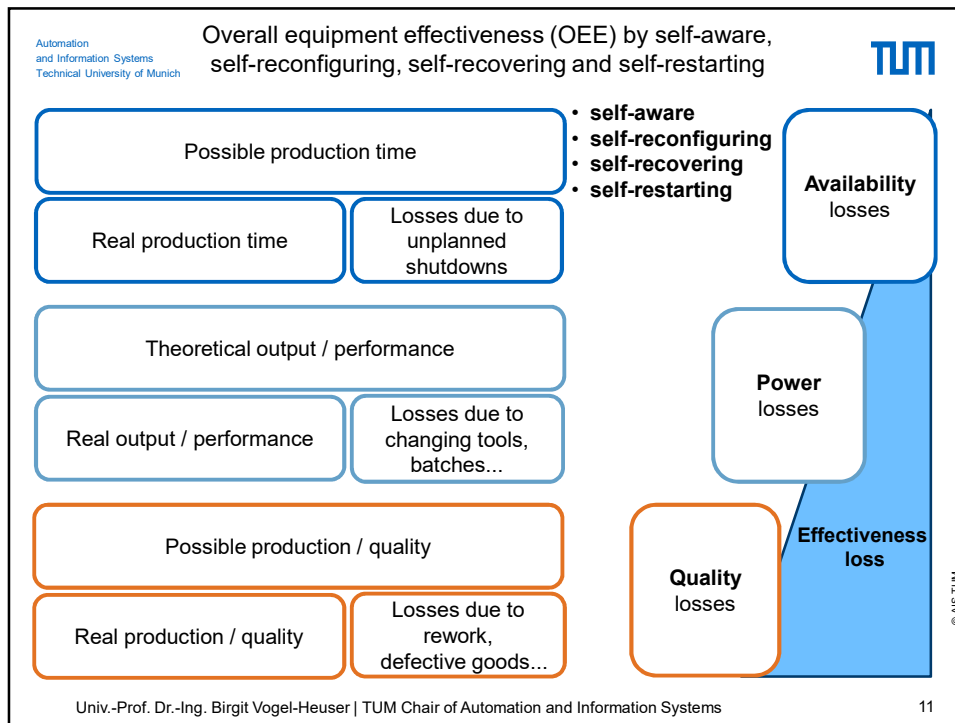 Automation
and Information Systems
Technical University of Munich
Overall equipment effectiveness (OEE) by self-aware,
self-reconfiguring, self-recovering and self-restarting
TUM
Possible production time
• self-aware
• self-reconfiguring
• self-recovering
• self-restarting
Availability
losses
Real production time
Losses due to
unplanned
shutdowns
Theoretical output / performance
Power
losses
Real output / performance
Losses due to
changing tools,
batches...
Possible production / quality
Effectiveness
loss
Quality
losses
Real production / quality
Losses due to
rework,
defective goods...
© AIS TUM
Univ.-Prof. Dr.-Ing. Birgit Vogel-Heuser | TUM Chair of Automation and Information Systems
11